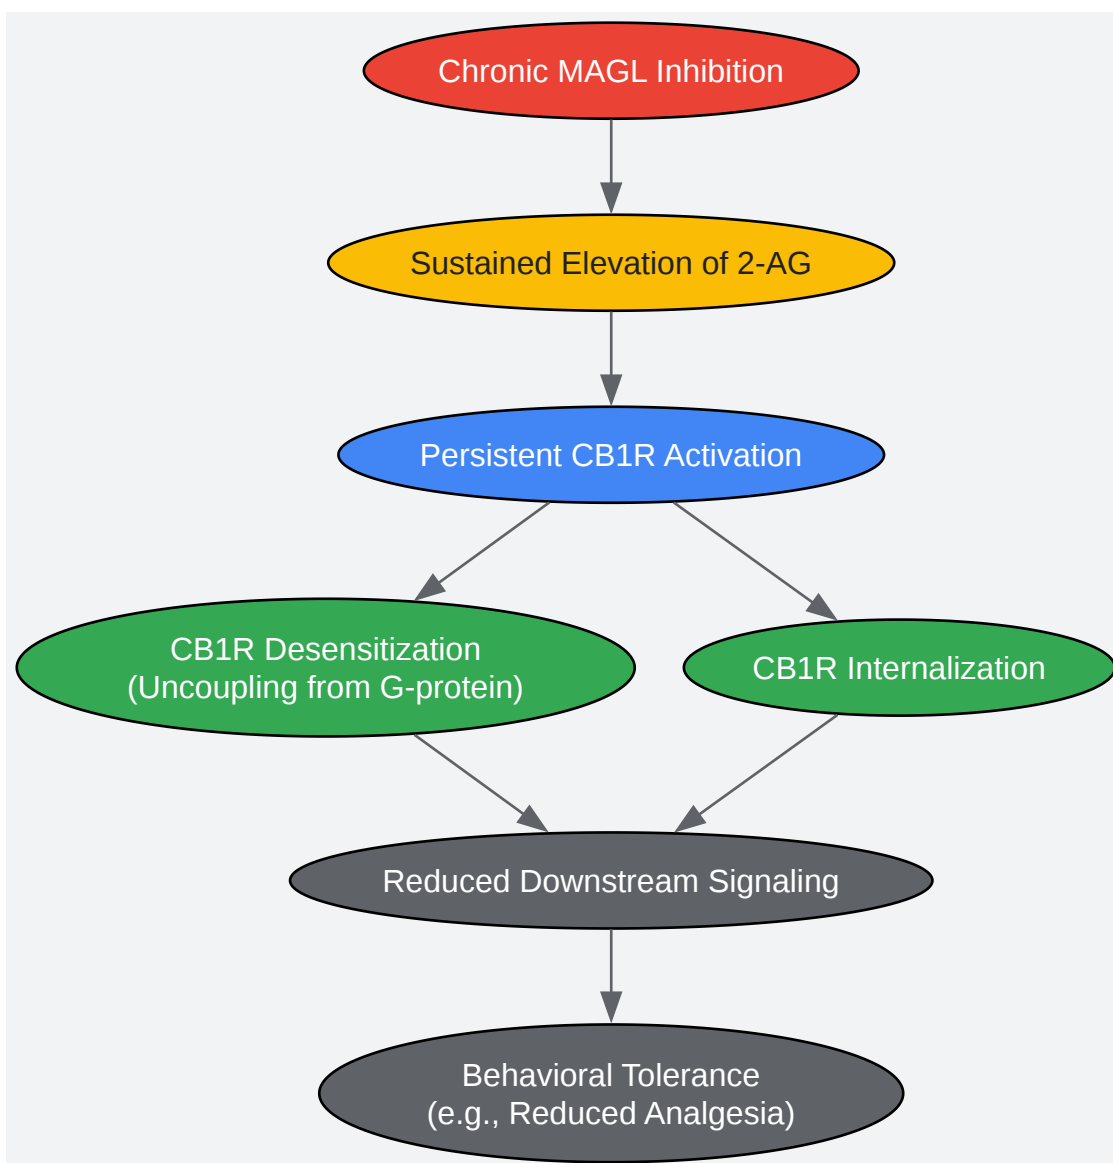 Chronic MAGL Inhibition
Sustained Elevation of 2-AG
Persistent CB1R Activation
CB1R Desensitization
(Uncoupling from G-protein)
CB1R Internalization
Reduced Downstream Signaling
Behavioral Tolerance
(e.g., Reduced Analgesia)